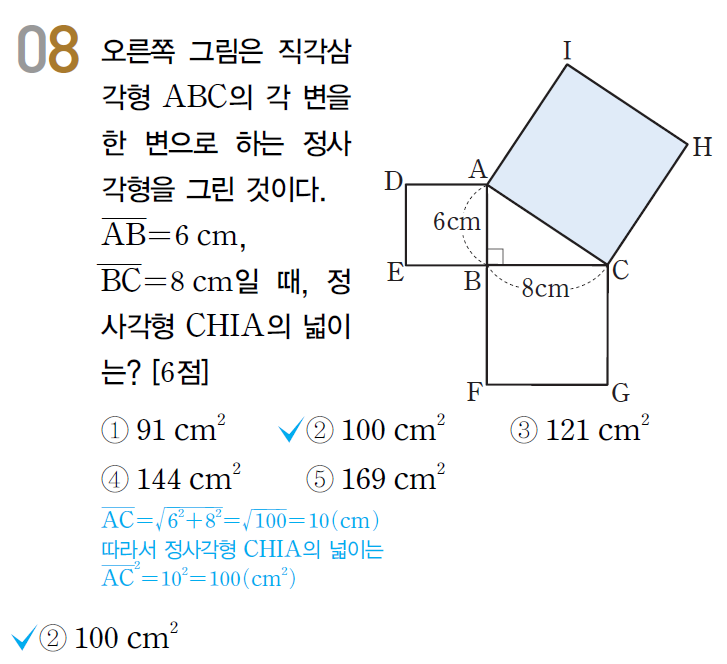 08
오른쪽 그림은 직각삼
각형 ABC의 각 변을
한 변으로 하는 정사
각형을 그린 것이다.
AB=6 cm,
BC=8 cm일 때, 정
사각형 CHIA의 넓이
는? [6점]
I
H
A
D
6cm
E
B
8cm
C
F
G
① 91 cm² ② 100 cm² ③ 121 cm²
④ 144 cm² ⑤ 169 cm²
AC=√6²+8²=√100=10(cm)
따라서 정사각형 CHIA의 넓이는
AC²=10²=100(cm²)
② 100 cm²